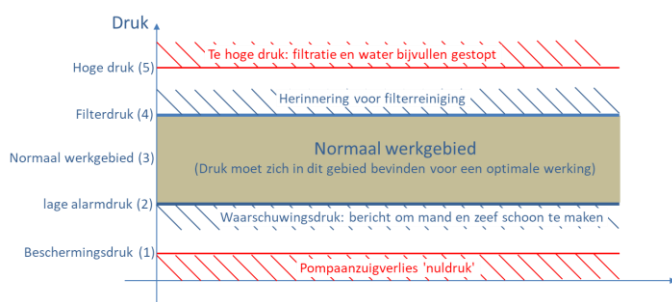 Druk
Te hoge druk: filtratie en water bijvullen gestopt
Hoge druk (5)
Herinnering voor filterreiniging
Filterdruk (4)
Normaal werkgebied
Normaal werkgebied (3)
(Druk moet zich in dit gebied bevinden voor een optimale werking)
lage alarmdruk (2)
Waarschuwingsdruk: bericht om mand en zeef schoon te maken
Beschermingsdruk (1)
Pompaanzuigverlies 'nuldruk'